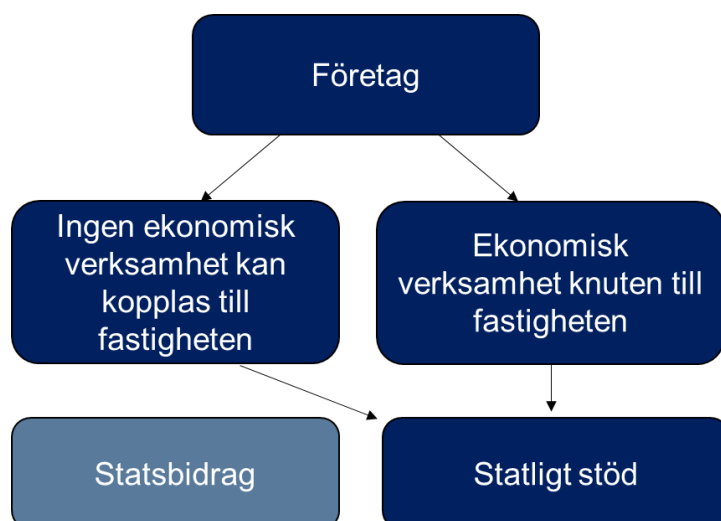 Företag
Ingen ekonomisk
verksamhet kan
kopplas till
fastigheten
Ekonomisk
verksamhet knuten till
fastigheten
Statsbidrag
Statligt stöd